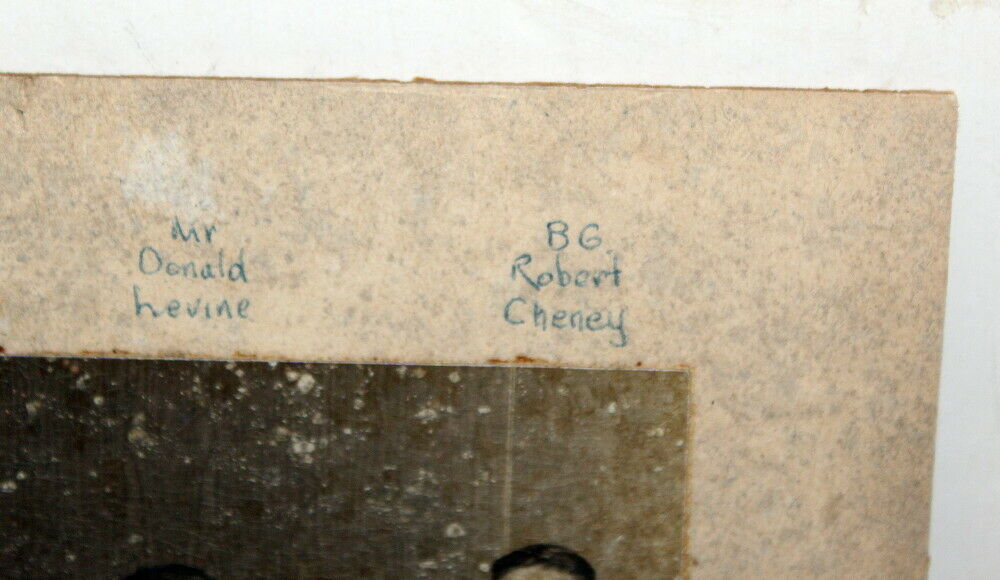 Mr
Donald
Levine
BG
Robert
Cheney